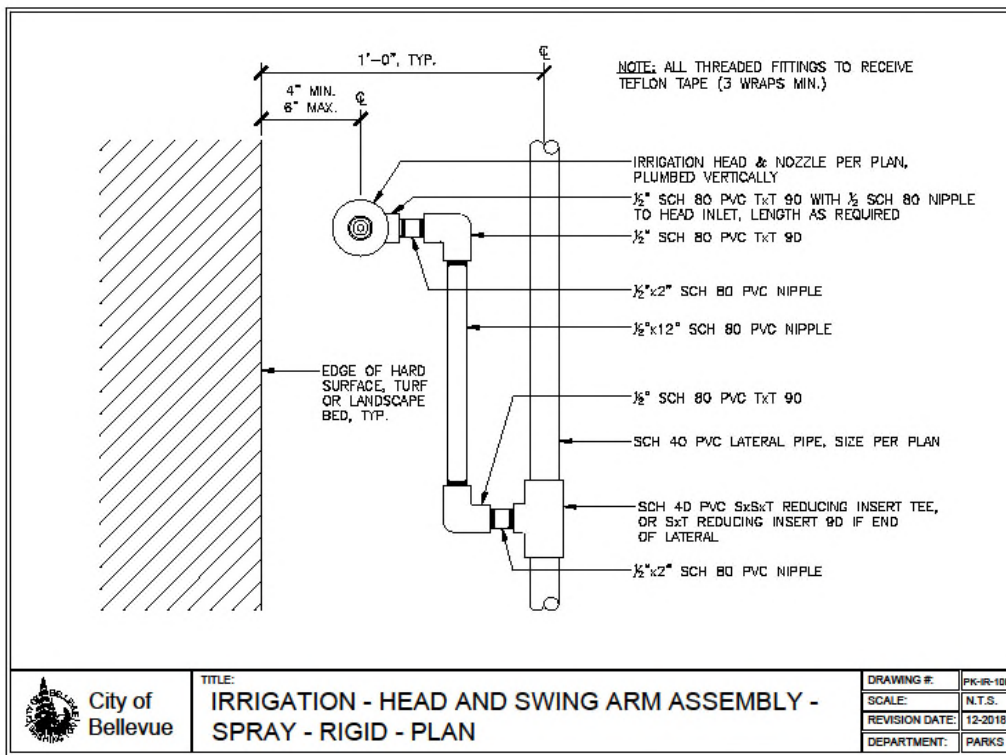 1'-0", TYP.
4" MIN.
6" MAX.
NOTE: ALL THREADED FITTINGS TO RECEIVE
TEFLON TAPE (3 WRAPS MIN.)
IRRIGATION HEAD & NOZZLE PER PLAN,
PLUMBED VERTICALLY
½" SCH 80 PVC TxT 90 WITH ½ SCH 80 NIPPLE
TO HEAD INLET, LENGTH AS REQUIRED
½" SCH 80 PVC TxT 90
½"x2" SCH 80 PVC NIPPLE
½"x12" SCH 80 PVC NIPPLE
EDGE OF HARD
SURFACE, TURF
OR LANDSCAPE
BED, TYP.
½" SCH 80 PVC TxT 90
SCH 40 PVC LATERAL PIPE, SIZE PER PLAN
SCH 40 PVC SxSxT REDUCING INSERT TEE,
OR SxT REDUCING INSERT 90 IF END
OF LATERAL
½"x2" SCH 80 PVC NIPPLE
City of
Bellevue
TITLE:
IRRIGATION - HEAD AND SWING ARM ASSEMBLY -
SPRAY - RIGID - PLAN
DRAWING #:
SCALE: N.T.S.
REVISION DATE: 12-2018
DEPARTMENT: PARKS